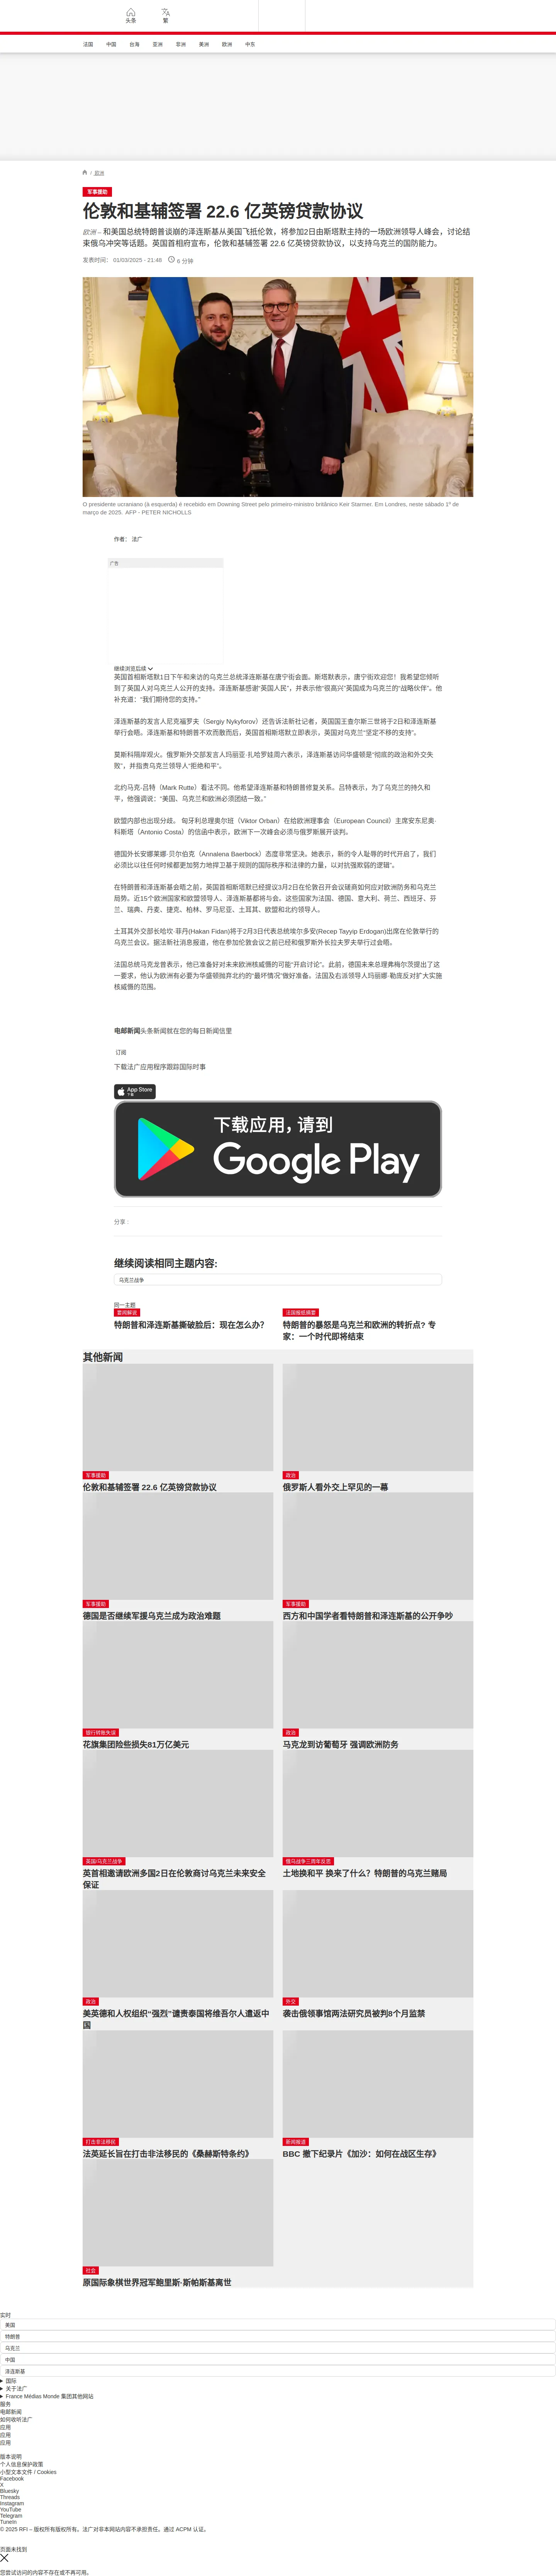 头条
繁
法国 中国 台海 亚洲 非洲 美洲 欧洲 中东
/ 欧洲
军事援助
伦敦和基辅签署 22.6 亿英镑贷款协议
欧洲 – 和美国总统特朗普谈崩的泽连斯基从美国飞抵伦敦，将参加2日由斯塔默主持的一场欧洲领导人峰会，讨论结
束俄乌冲突等话题。英国首相府宣布，伦敦和基辅签署 22.6 亿英镑贷款协议，以支持乌克兰的国防能力。
发表时间： 01/03/2025 - 21:46 6 分钟
O presidente ucraniano (à esquerda) é recebido em Downing Street pelo primeiro-ministro britânico Keir Starmer. Em Londres, neste sábado 1º de
março de 2025. AFP - PETER NICHOLLS
作者： 法广
广告
继续浏览后续
英国首相斯塔默1日下午和来访的乌克兰总统泽连斯基在唐宁街会面。斯塔默表示，唐宁街欢迎您！我希望您倾听
到了英国人对乌克兰人公开的支持。泽连斯基感谢“英国人民”，并表示他“很高兴”英国成为乌克兰的“战略伙伴”。他
补充道：“我们期待您的支持。”
泽连斯基的发言人尼克福罗夫（Sergiy Nykyforov）还告诉法新社记者，英国国王查尔斯三世将于2日和泽连斯基
举行会晤。泽连斯基和特朗普不欢而散而后，英国首相斯塔默立即表示，英国对乌克兰“坚定不移的支持”。
莫斯科隔岸观火。俄罗斯外交部发言人玛丽亚·扎哈罗娃周六表示，泽连斯基访问华盛顿是“彻底的政治和外交失
败”，并指责乌克兰领导人“拒绝和平”。
北约马克·吕特（Mark Rutte）看法不同。他希望泽连斯基和特朗普修复关系。吕特表示，为了乌克兰的持久和
平，他强调说：“美国、乌克兰和欧洲必须团结一致。”
欧盟内部也出现分歧。 匈牙利总理奥尔班（Viktor Orban）在给欧洲理事会（European Council）主席安东尼奥·
科斯塔（Antonio Costa）的信函中表示，欧洲下一次峰会必须与俄罗斯展开谈判。
德国外长安娜莱娜·贝尔伯克（Annalena Baerbock）态度非常坚决。她表示，新的令人耻辱的时代开启了，我们
必须比以往任何时候都更加努力地捍卫基于规则的国际秩序和法律的力量，以对抗强欺弱的逻辑”。
在特朗普和泽连斯基会晤之前，英国首相斯塔默已经提议3月2日在伦敦召开会议磋商如何应对欧洲防务和乌克兰
局势。近15个欧洲国家和欧盟领导人、泽连斯基都将与会。这些国家为法国、德国、意大利、荷兰、西班牙、芬
兰、瑞典、丹麦、捷克、柏林、罗马尼亚、土耳其、欧盟和北约领导人。
土耳其外交部长哈坎·菲丹(Hakan Fidan)将于2月3日代表总统埃尔多安(Recep Tayyip Erdogan)出席在伦敦举行的
乌克兰会议。据法新社消息报道，他在参加伦敦会议之前已经和俄罗斯外长拉夫罗夫举行过会晤。
法国总统马克龙曾表示，他已准备好对未来欧洲核威慑的可能“开启讨论”。此前，德国未来总理弗梅尔茨提出了这
一要求，他认为欧洲有必要为华盛顿抛弃北约的“最坏情况”做好准备。法国及右派领导人玛丽娜·勒庞反对扩大实施
核威慑的范围。
电邮新闻头条新闻就在您的每日新闻信里
订阅
下载法广应用程序跟踪国际时事
App Store
下载
下载应用，请到
Google Play
分享 :
继续阅读相同主题内容:
乌克兰战争
同一主题
要闻解说
特朗普和泽连斯基撕破脸后：现在怎么办？
法国报纸摘要
特朗普的暴怒是乌克兰和欧洲的转折点? 专
家：一个时代即将结束
其他新闻
军事援助
伦敦和基辅签署 22.6 亿英镑贷款协议
政治
俄罗斯人看外交上罕见的一幕
军事援助
德国是否继续军援乌克兰成为政治难题
军事援助
西方和中国学者看特朗普和泽连斯基的公开争吵
银行转账失误
花旗集团险些损失81万亿美元
政治
马克龙到访葡萄牙 强调欧洲防务
英国/乌克兰战争
英首相邀请欧洲多国2日在伦敦商讨乌克兰未来安全
保证
俄乌战争三周年反思
土地换和平 换来了什么？特朗普的乌克兰赌局
政治
美英德和人权组织“强烈”谴责泰国将维吾尔人遣返中
国
外交
袭击俄领事馆两法研究员被判8个月监禁
打击非法移民
法英延长旨在打击非法移民的《桑赫斯特条约》
新闻报道
BBC 撤下纪录片《加沙：如何在战区生存》
社会
原国际象棋世界冠军鲍里斯·斯帕斯基离世
实时
美国
特朗普
乌克兰
中国
泽连斯基
国际
关于法广
France Médias Monde 集团其他网站
服务
电邮新闻
如何收听法广
应用
应用
应用
版本说明
个人信息保护政策
小型文本文件 / Cookies
Facebook
X
Bluesky
Threads
Instagram
YouTube
Telegram
TuneIn
© 2025 RFI – 版权所有版权所有。法广对非本网站内容不承担责任。通过 ACPM 认证。
页面未找到
您尝试访问的内容不存在或不再可用。